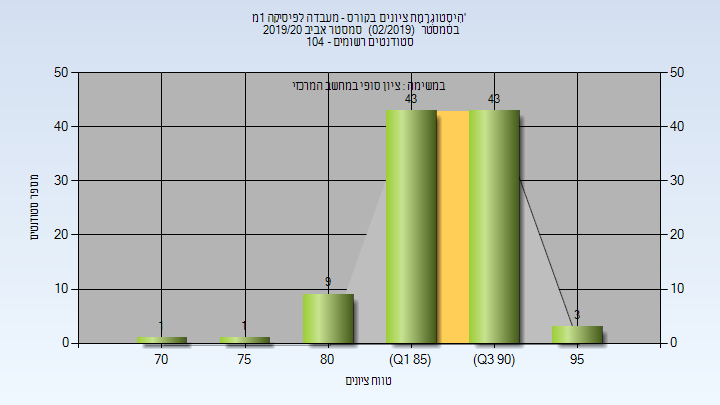 היסטוגרמת ציונים בקורס - מעבדה לפיסיקה 1מ'
בסמסטר (02/2019) סמסטר אביב 2019/20
סטודנטים רשומים - 104
במשימה : ציון סופי במחשב המרכזי
50 50
40 40
30 30
20 20
10 10
0 0
1 1 9 43 43 3
70 75 80 (Q1 85) (Q3 90) 95
מספר סטודנטים
טווח ציונים